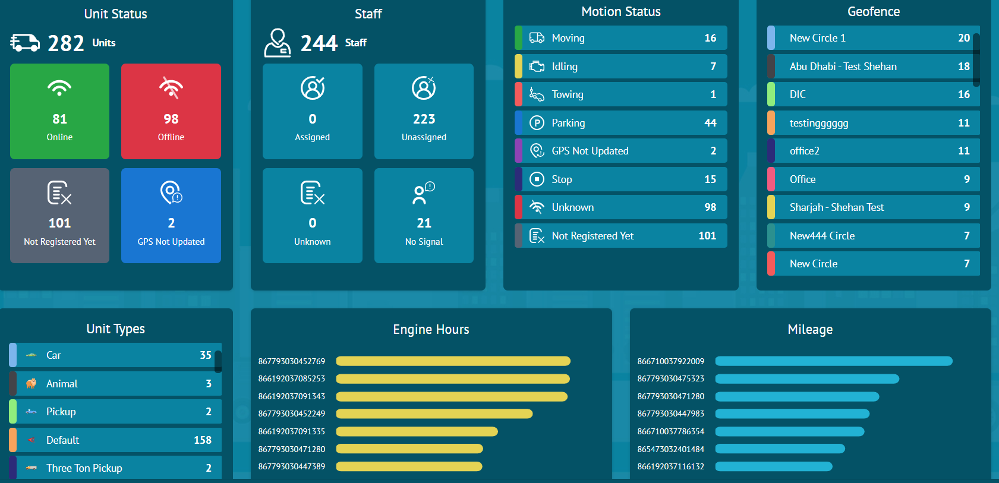 Unit Status
282 Units
81
Online
98
Offline
101
Not Registered Yet
2
GPS Not Updated
Staff
244 Staff
0
Assigned
223
Unassigned
0
Unknown
21
No Signal
Motion Status
Moving 16
Idling 7
Towing 1
Parking 44
GPS Not Updated 2
Stop 15
Unknown 98
Not Registered Yet 101
Geofence
New Circle 1 20
Abu Dhabi - Test Shehan 18
DIC 16
testingggggg 11
office2 11
Office 9
Sharjah - Shehan Test 9
New444 Circle 7
New Circle 7
Unit Types
Car 35
Animal 3
Pickup 2
Default 158
Three Ton Pickup 2
Engine Hours
867793030452769
866192037085253
866192037091343
867793030452249
866192037091335
867793030471280
867793030447389
Mileage
866710037922009
867793030475323
867793030471280
867793030447983
866710037786354
865473032401484
866192037116132